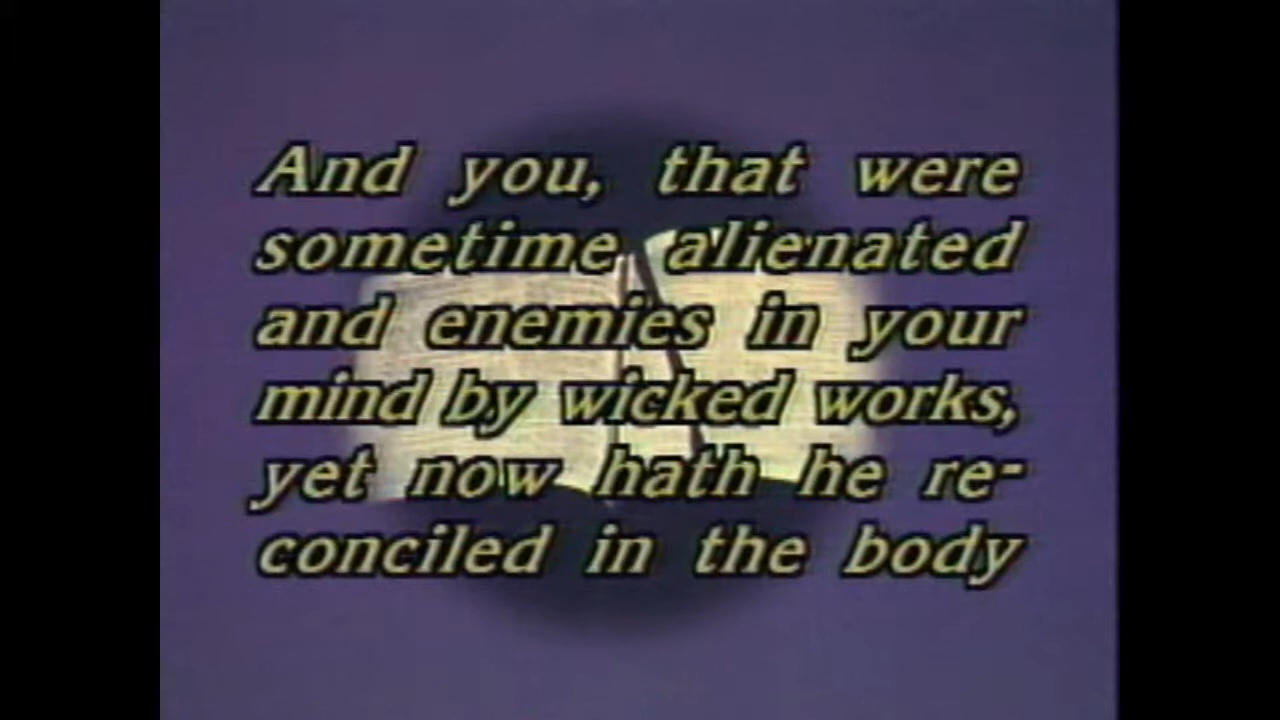 And you, that were
sometime alienated
and enemies in your
mind by wicked works,
yet now hath he re-
conciled in the body